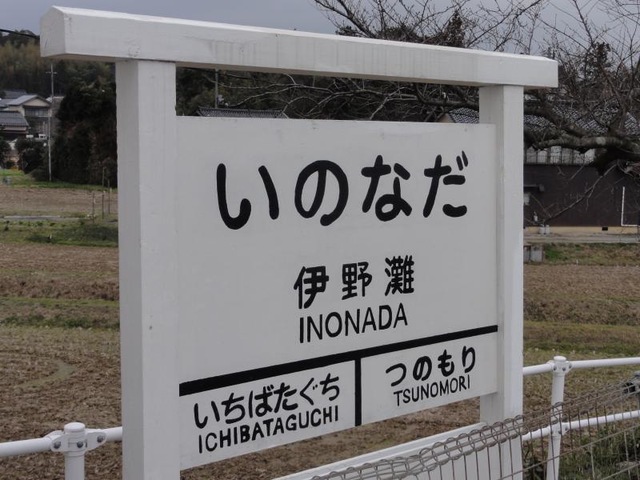 いのなだ
伊野灘
INONADA
いちばたぐち
ICHIBATAGUCHI
つのもり
TSUNOMORI